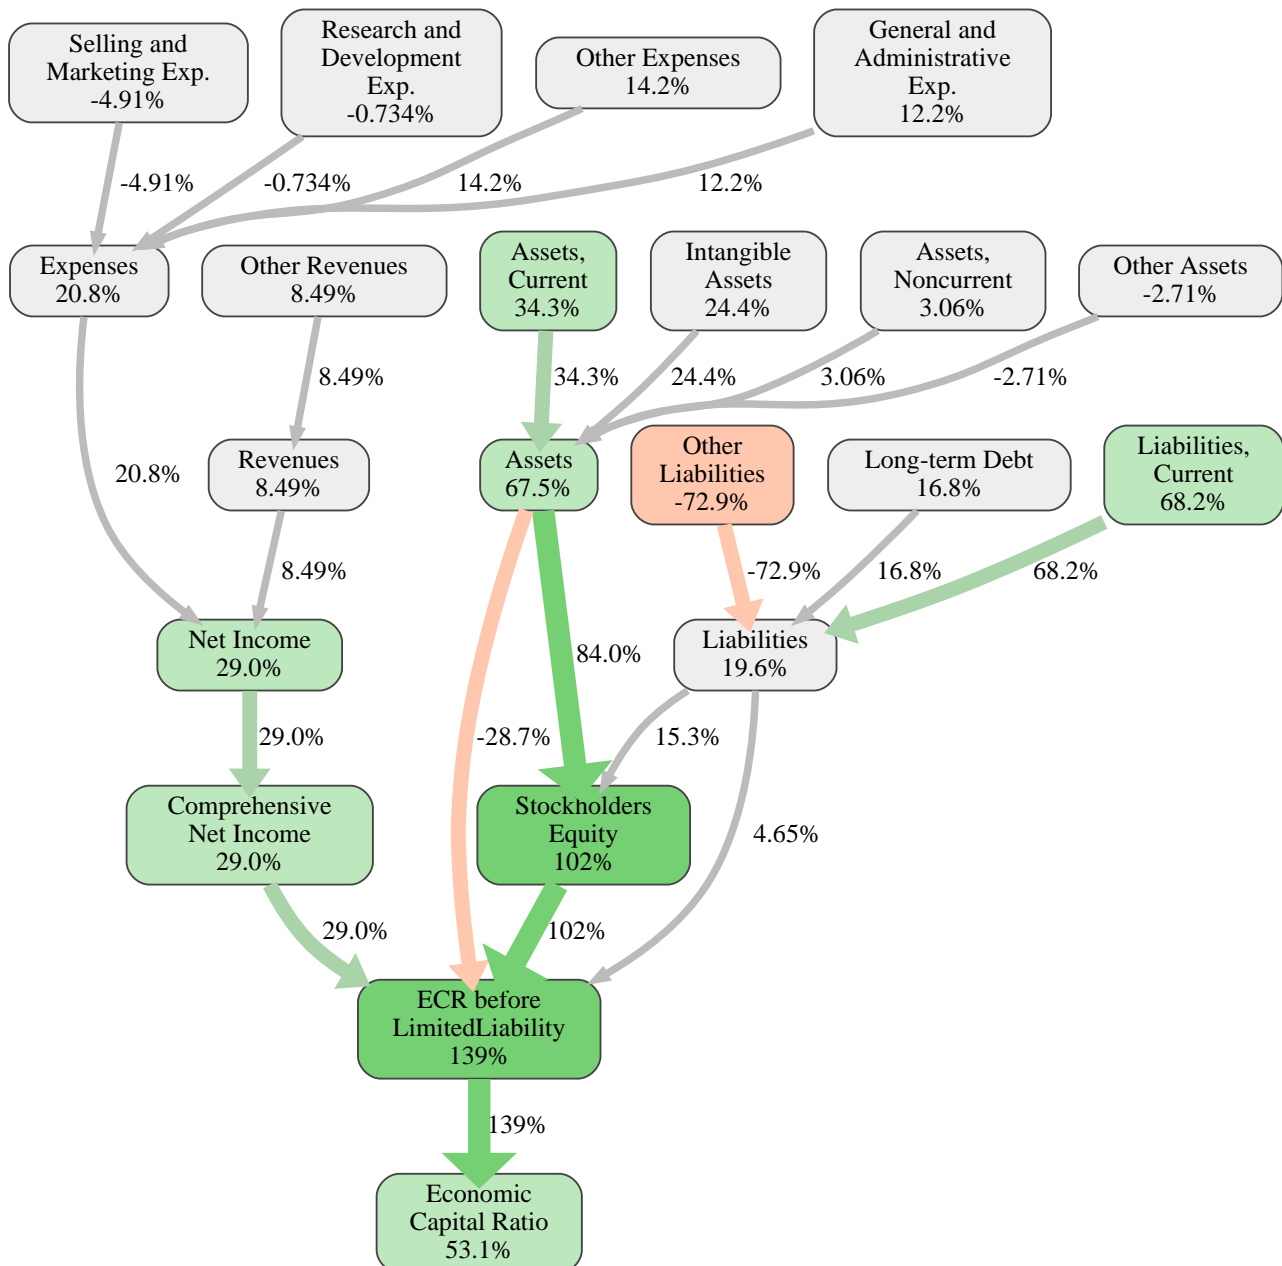 Selling and
Marketing Exp.
-4.91%
Research and
Development
Exp.
-0.734%
Other Expenses
14.2%
General and
Administrative
Exp.
12.2%
-4.91%
-0.734%
14.2%
12.2%
Expenses
20.8%
Other Revenues
8.49%
Assets,
Current
34.3%
Intangible
Assets
24.4%
Assets,
Noncurrent
3.06%
Other Assets
-2.71%
8.49%
34.3%
24.4%
3.06%
-2.71%
20.8%
Revenues
8.49%
Assets
67.5%
Other
Liabilities
-72.9%
Long-term Debt
16.8%
Liabilities,
Current
68.2%
8.49%
-72.9%
16.8%
68.2%
Net Income
29.0%
84.0%
Liabilities
19.6%
29.0%
-28.7%
15.3%
Comprehensive
Net Income
29.0%
Stockholders
Equity
102%
4.65%
29.0%
102%
ECR before
LimitedLiability
139%
139%
Economic
Capital Ratio
53.1%